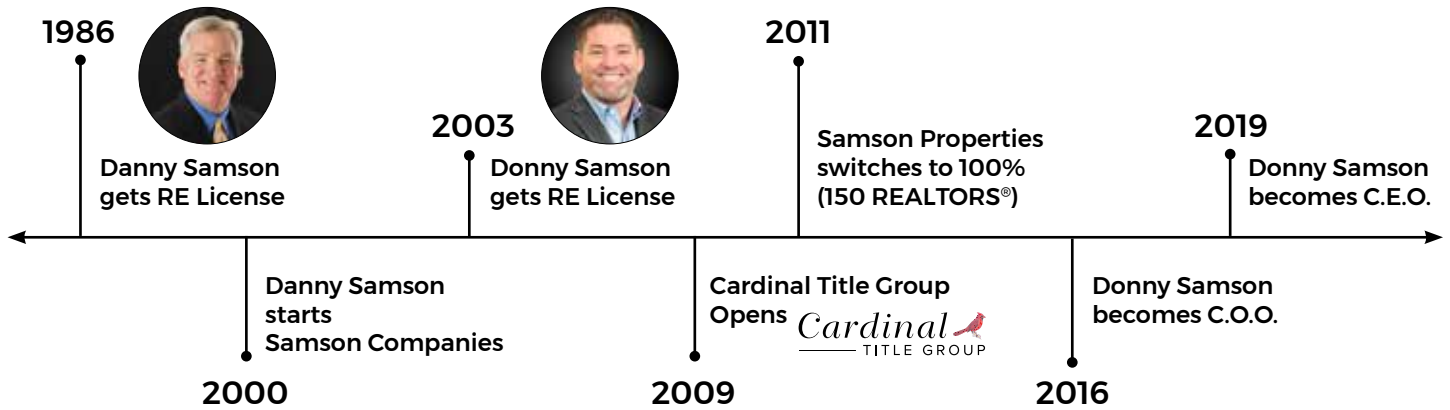 1986
Danny Samson
gets RE License
2000
Danny Samson
starts
Samson Companies
2003
Donny Samson
gets RE License
2009
Cardinal Title Group
Opens
Cardinal
TITLE GROUP
2011
Samson Properties
switches to 100%
(150 REALTORS®)
2016
Donny Samson
becomes C.O.O.
2019
Donny Samson
becomes C.E.O.